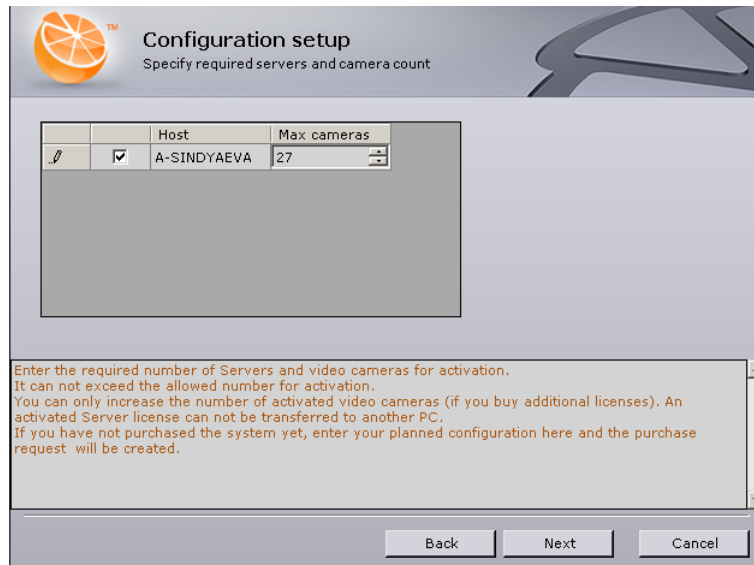 TM
Configuration setup
Specify required servers and camera count
Host Max cameras
A-SINDYAEVA 27
Enter the required number of Servers and video cameras for activation.
It can not exceed the allowed number for activation.
You can only increase the number of activated video cameras (if you buy additional licenses). An
activated Server license can not be transferred to another PC.
If you have not purchased the system yet, enter your planned configuration here and the purchase
request will be created.
Back Next Cancel